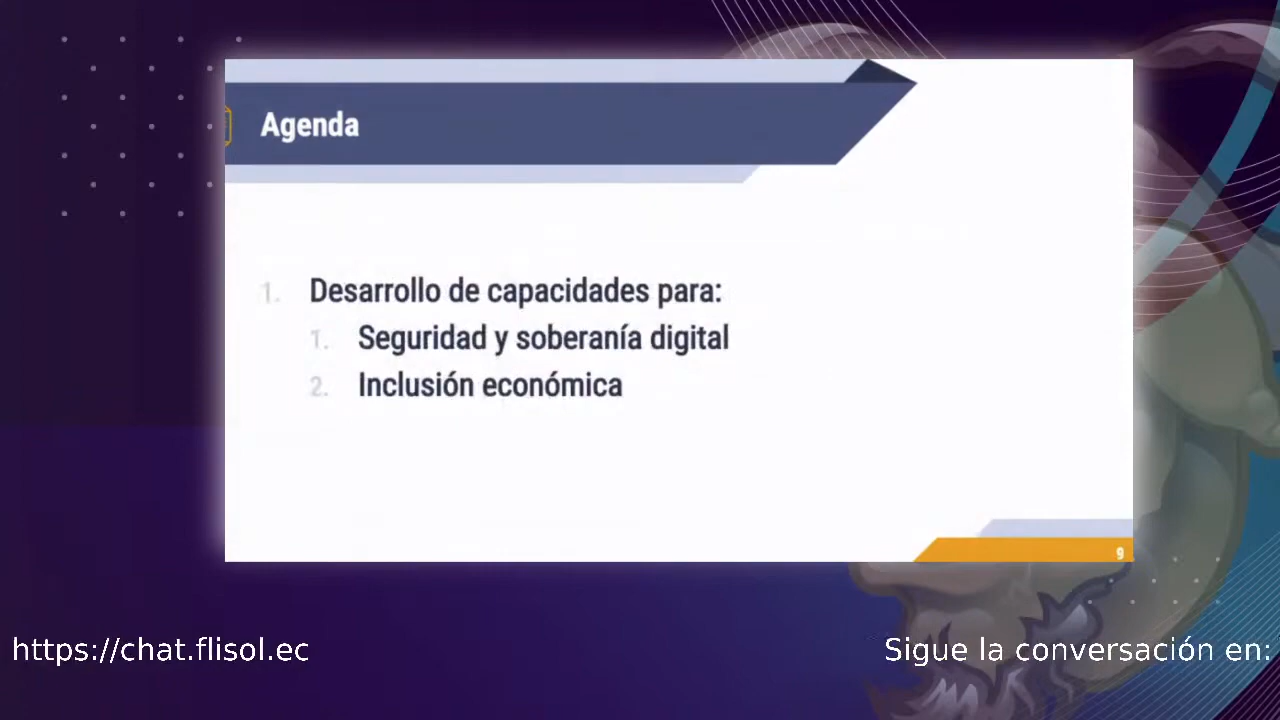 Agenda
1. Desarrollo de capacidades para:
1. Seguridad y soberanía digital
2. Inclusión económica
9
https://chat.flisol.ec
Sigue la conversación en: